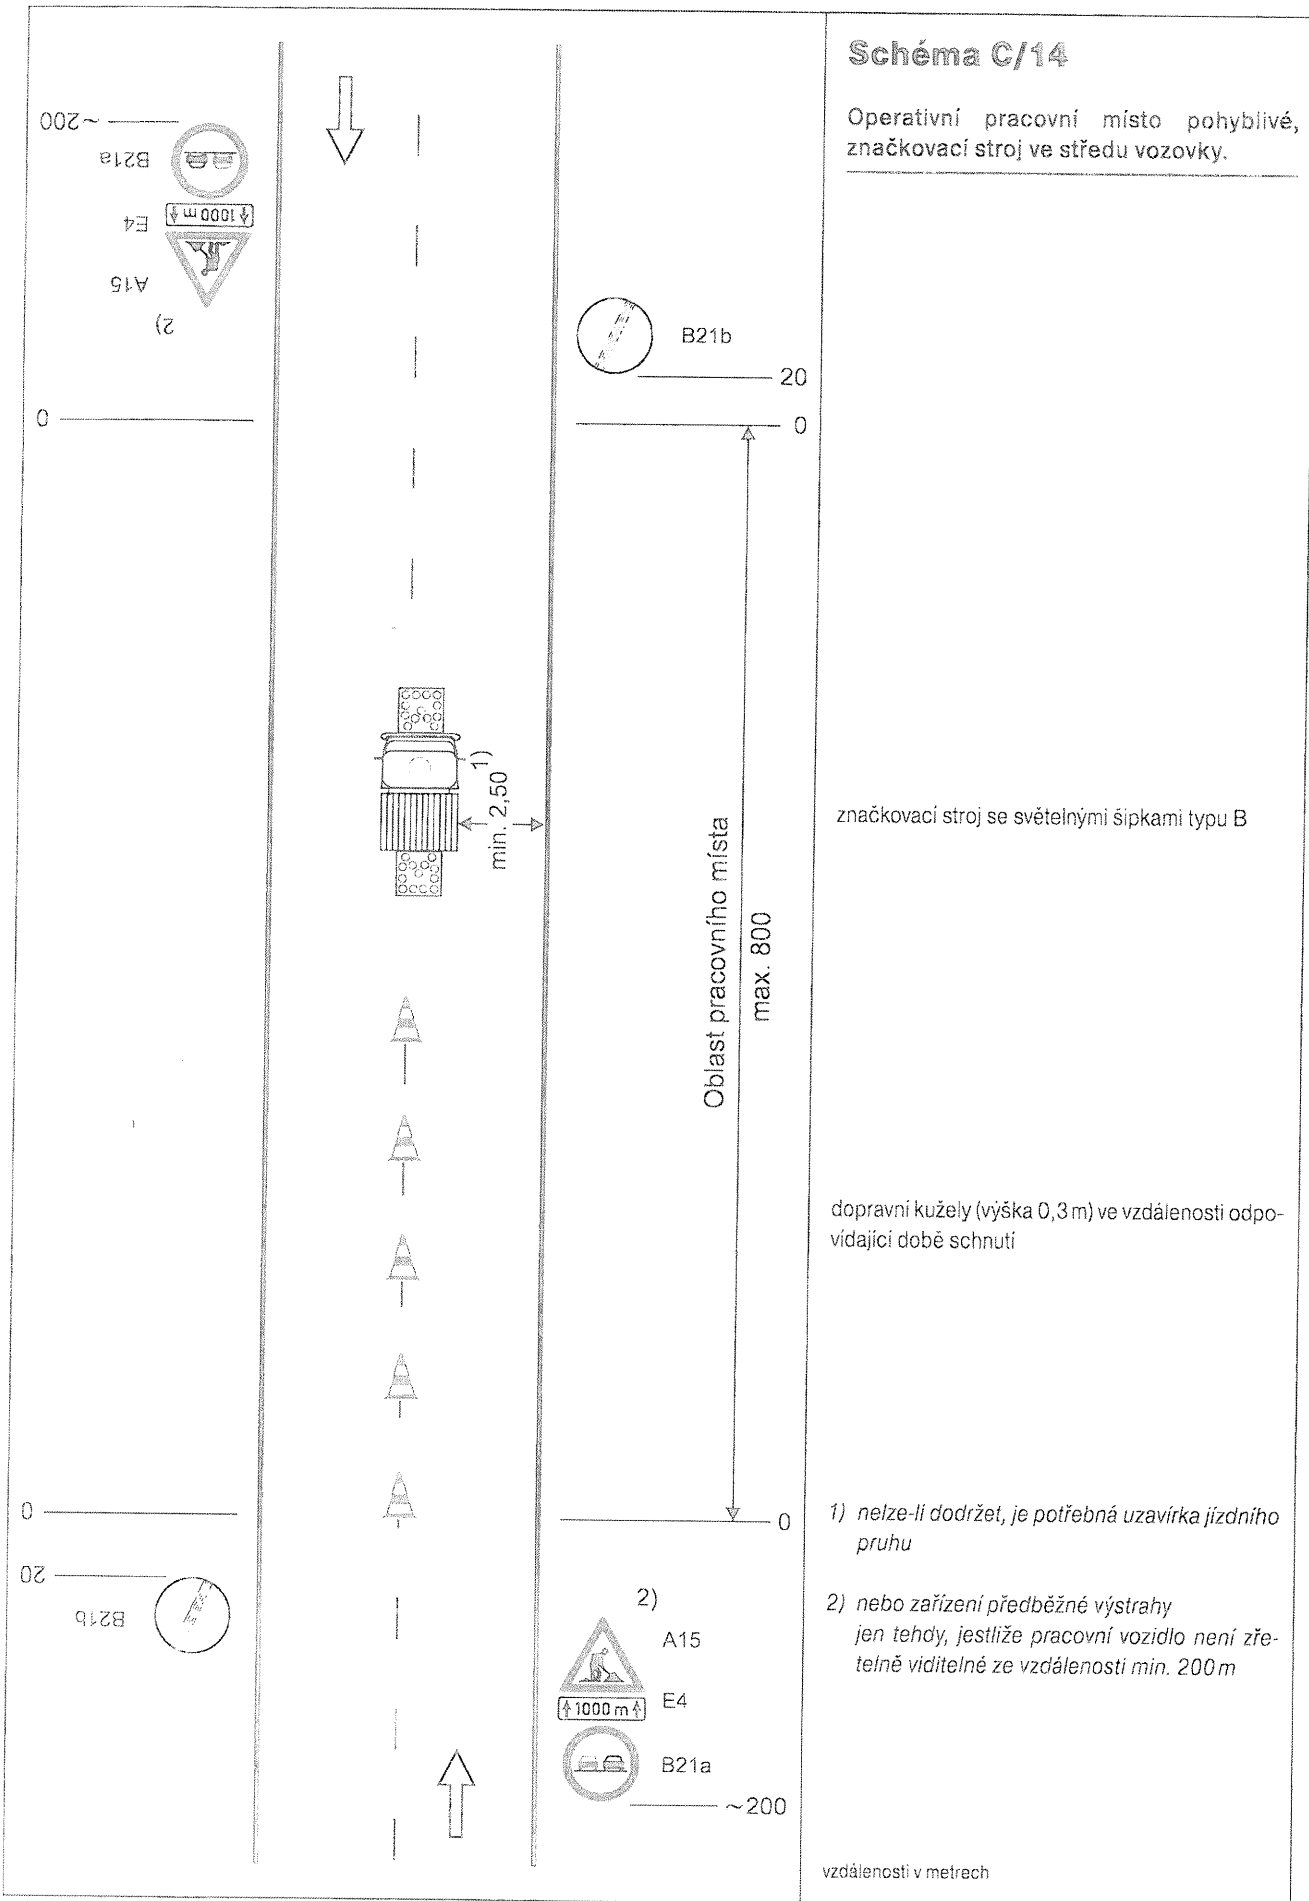 Schéma C/14
Operativní pracovní místo pohyblivé,
značkovací stroj ve středu vozovky.
~200
B21a
1000 m
E4
A15
2)
B21b
20
0
0
1)
min. 2,50
značkovací stroj se světelnými šipkami typu B
Oblast pracovního místa
max. 800
dopravní kužely (výška 0,3 m) ve vzdálenosti odpo-
vídající době schnutí
0
0
1) nelze-li dodržet, je potřebná uzavírka jízdního
pruhu
20
B21b
2)
A15
E4
1000 m
B21a
~200
2) nebo zařízení předběžné výstrahy
jen tehdy, jestliže pracovní vozidlo není zře-
telně viditelné ze vzdálenosti min. 200 m
vzdálenosti v metrech